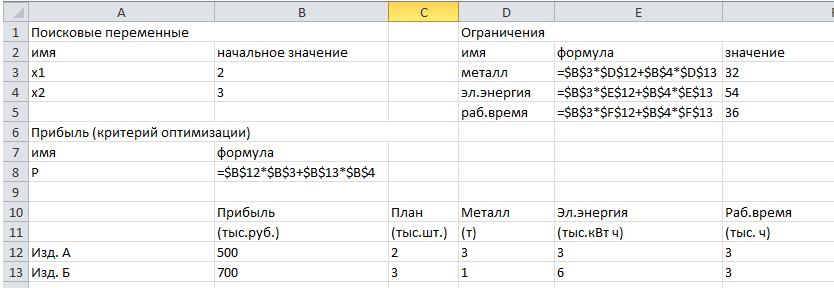 A B C D E
1 Поисковые переменные Ограничения
2 имя начальное значение имя формула значение
3 x1 2 металл =$B$3*$D$12+$B$4*$D$13 32
4 x2 3 эл.энергия =$B$3*$E$12+$B$4*$E$13 54
5 раб.время =$B$3*$F$12+$B$4*$F$13 36
6 Прибыль (критерий оптимизации)
7 имя формула
8 P =$B$12*$B$3+$B$13*$B$4
9
10 Прибыль План Металл Эл.энергия Раб.время
11 (тыс.руб.) (тыс.шт.) (т) (тыс.кВт ч) (тыс. ч)
12 Изд. А 500 2 3 3 3
13 Изд. Б 700 3 1 6 3